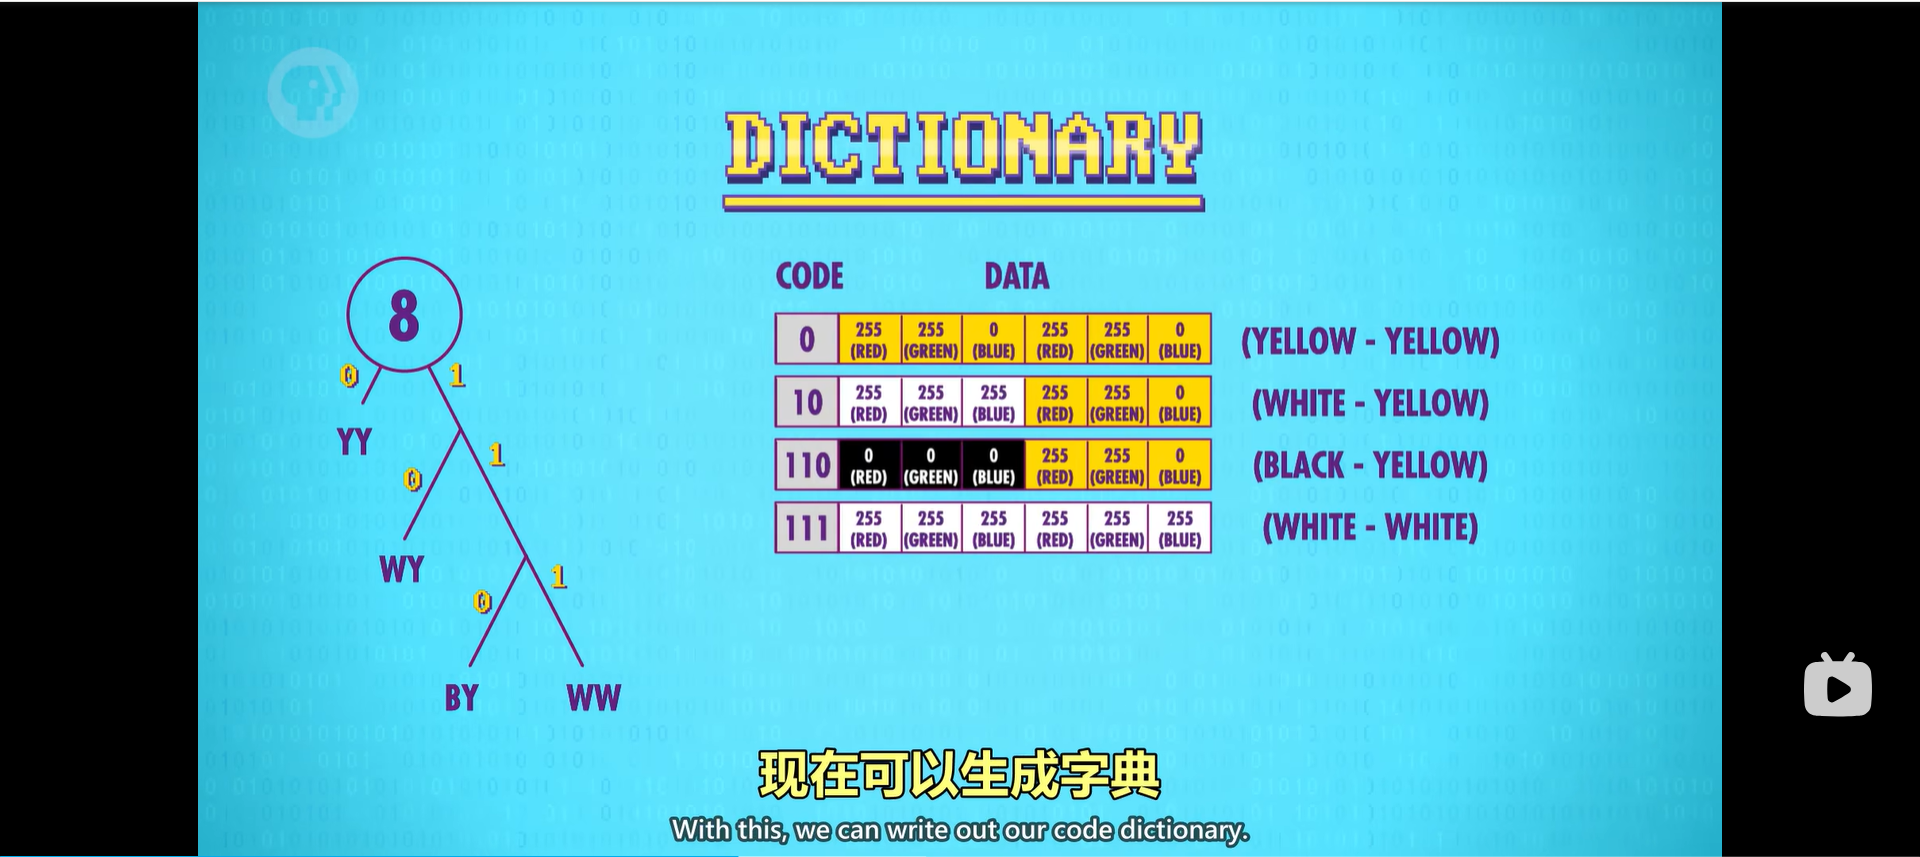 DICTIONARY
CODE DATA
0 255 (RED) 255 (GREEN) 0 (BLUE) 255 (RED) 255 (GREEN) 0 (BLUE) (YELLOW - YELLOW)
10 255 (RED) 255 (GREEN) 255 (BLUE) 255 (RED) 255 (GREEN) 0 (BLUE) (WHITE - YELLOW)
110 0 (RED) 0 (GREEN) 0 (BLUE) 255 (RED) 255 (GREEN) 0 (BLUE) (BLACK - YELLOW)
111 255 (RED) 255 (GREEN) 255 (BLUE) 255 (RED) 255 (GREEN) 255 (BLUE) (WHITE - WHITE)
8
0 1
YY
0 1
WY
0 1
BY WW
现在可以生成字典
With this, we can write out our code dictionary.